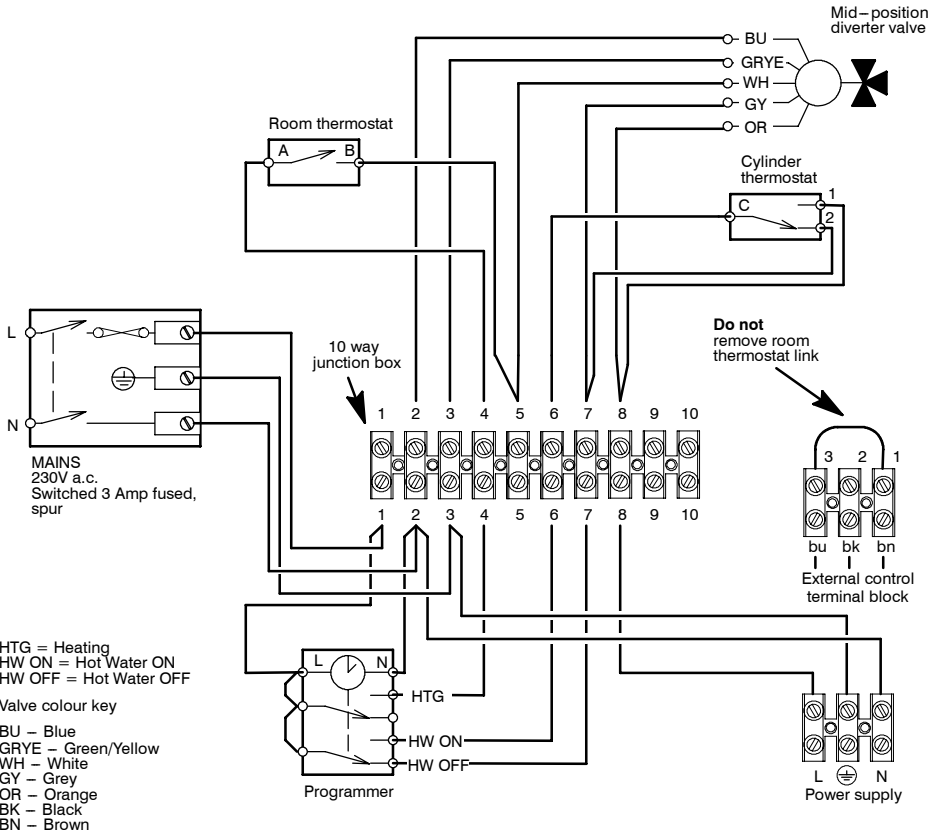 Mid–position
diverter valve
BU
GRYE
WH
GY
OR
Room thermostat
A B
Cylinder
thermostat
C 1
2
L
N
MAINS
230V a.c.
Switched 3 Amp fused,
spur
10 way
junction box
Do not
remove room
thermostat link
1 2 3 4 5 6 7 8 9 10
1 2 3 4 5 6 7 8 9 10
3 2 1
bu bk bn
External control
terminal block
HTG = Heating
HW ON = Hot Water ON
HW OFF = Hot Water OFF
Valve colour key
BU – Blue
GRYE – Green/Yellow
WH – White
GY – Grey
OR – Orange
BK – Black
BN – Brown
L N
HTG
HW ON
HW OFF
Programmer
L N
Power supply